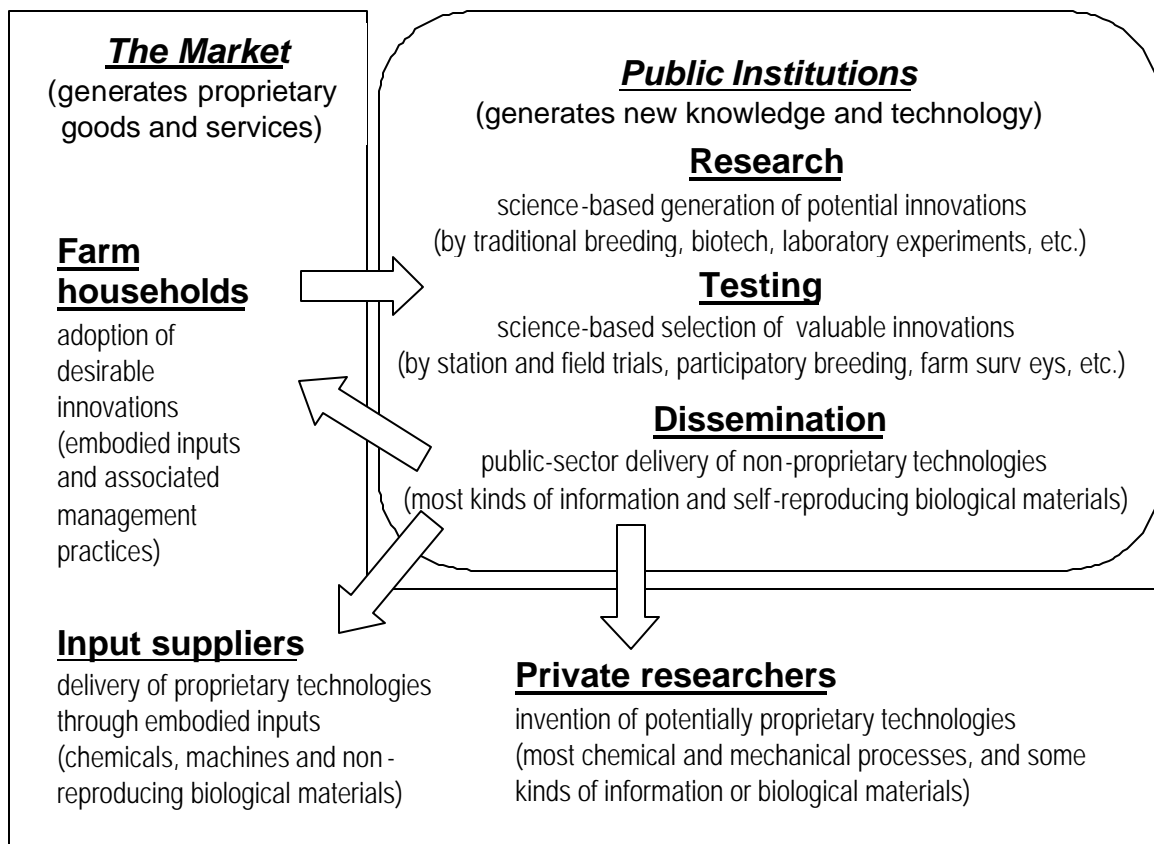 The Market
(generates proprietary
goods and services)
Farm
households
adoption of
desirable
innovations
(embodied inputs
and associated
management
practices)
Public Institutions
(generates new knowledge and technology)
Research
science-based generation of potential innovations
(by traditional breeding, biotech, laboratory experiments, etc.)
Testing
science-based selection of valuable innovations
(by station and field trials, participatory breeding, farm surv eys, etc.)
Dissemination
public-sector delivery of non-proprietary technologies
(most kinds of information and self-reproducing biological materials)
Input suppliers
delivery of proprietary technologies
through embodied inputs
(chemicals, machines and non-
reproducing biological materials)
Private researchers
invention of potentially proprietary technologies
(most chemical and mechanical processes, and some
kinds of information or biological materials)